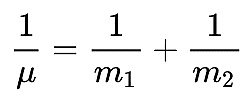 1/μ = 1/m₁ + 1/m₂